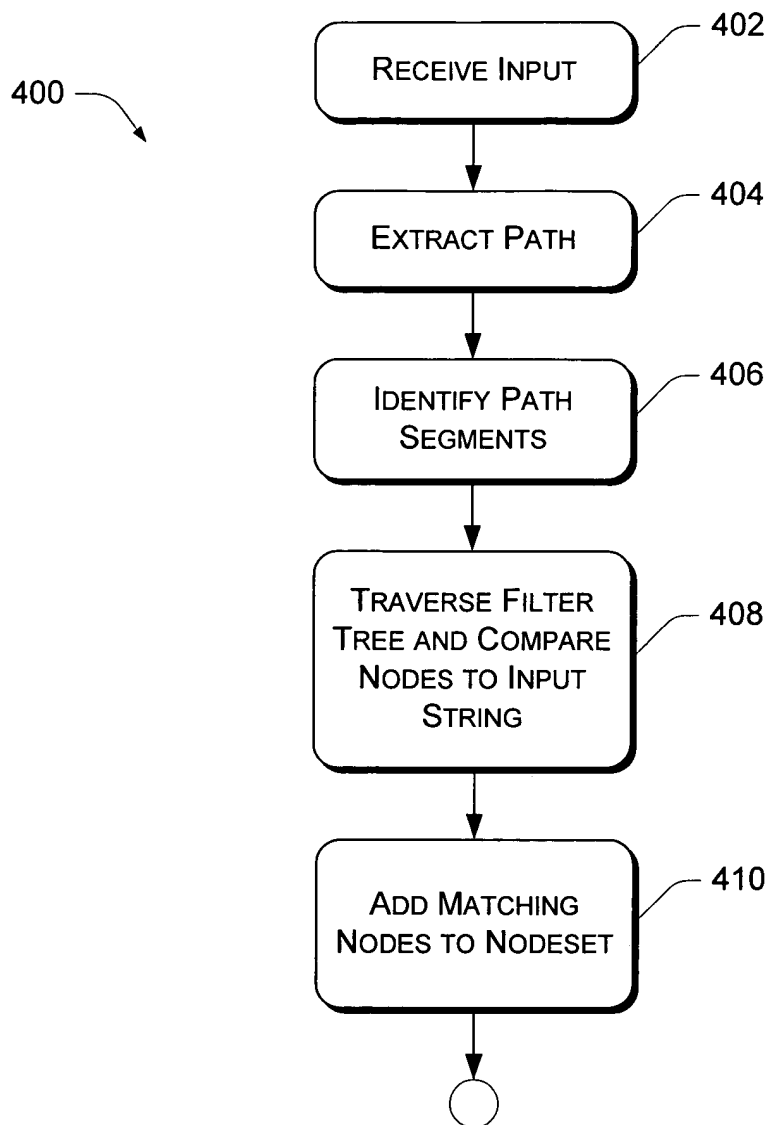 402
RECEIVE INPUT
400
404
EXTRACT PATH
406
IDENTIFY PATH
SEGMENTS
408
TRAVERSE FILTER
TREE AND COMPARE
NODES TO INPUT
STRING
410
ADD MATCHING
NODES TO NODESET